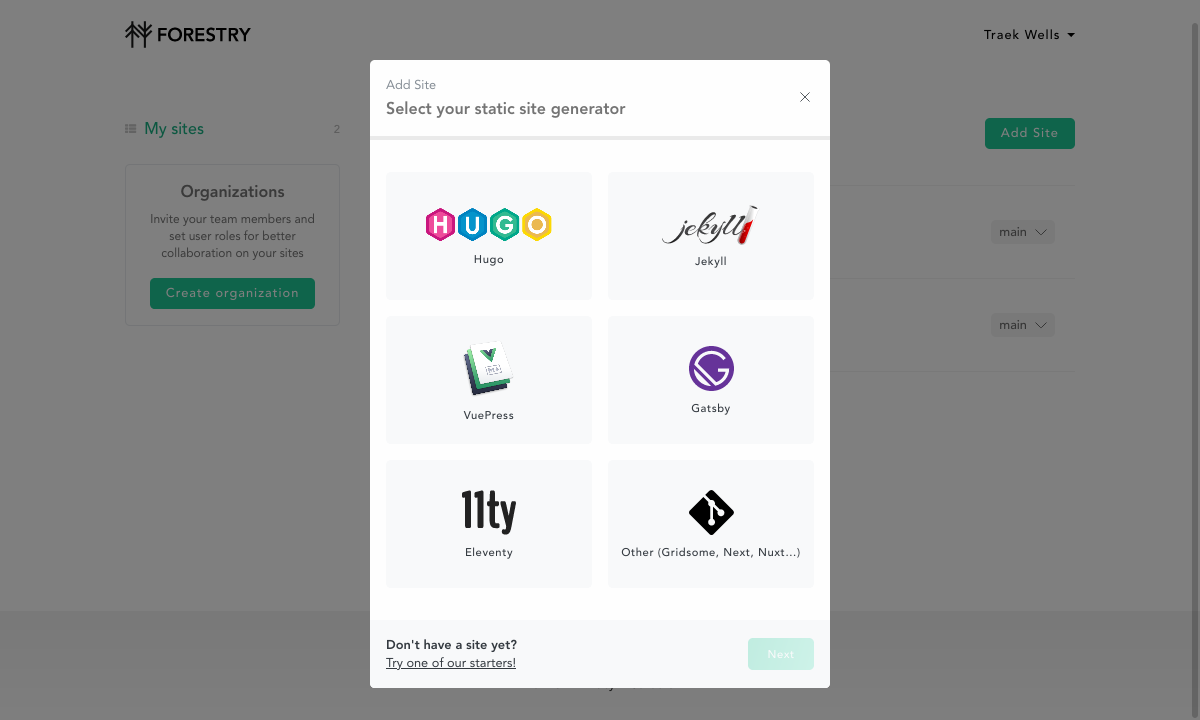 FORESTRY
Traek Wells
Add Site
Select your static site generator
My sites
2
Add Site
Organizations
Invite your team members and
set user roles for better
collaboration on your sites
Create organization
main
main
HUGO
Hugo
jekyll
Jekyll
VuePress
Gatsby
11ty
Eleventy
Other (Gridsome, Next, Nuxt...)
Don't have a site yet?
Try one of our starters!
Next